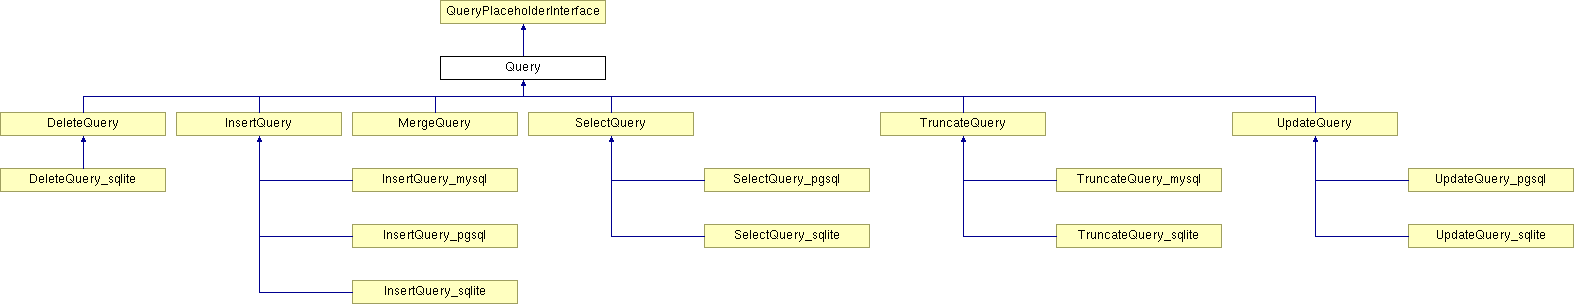 QueryPlaceholderInterface
Query
DeleteQuery
InsertQuery
MergeQuery
SelectQuery
TruncateQuery
UpdateQuery
DeleteQuery_sqlite
InsertQuery_mysql
SelectQuery_pgsql
TruncateQuery_mysql
UpdateQuery_pgsql
InsertQuery_pgsql
SelectQuery_sqlite
TruncateQuery_sqlite
UpdateQuery_sqlite
InsertQuery_sqlite